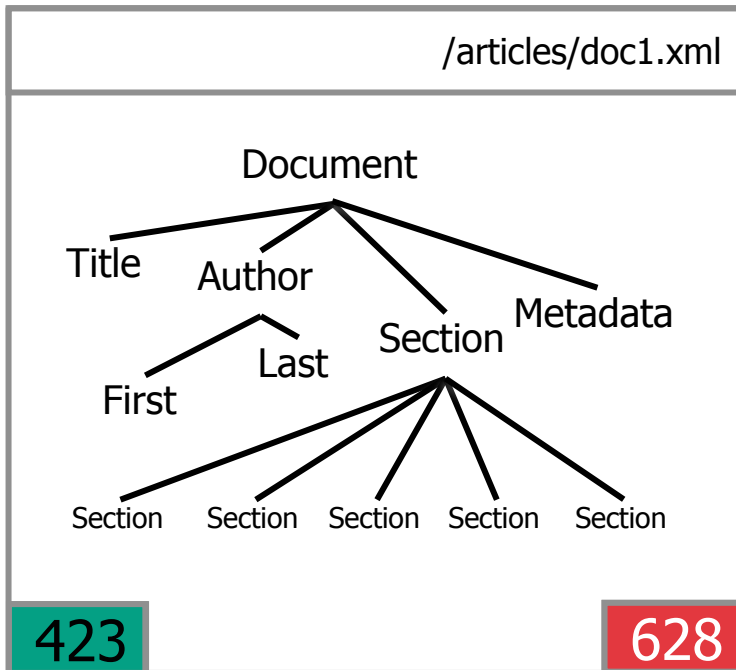 /articles/doc1.xml
Document
Title
Author
Section
Metadata
First
Last
Section Section Section Section Section
423
628